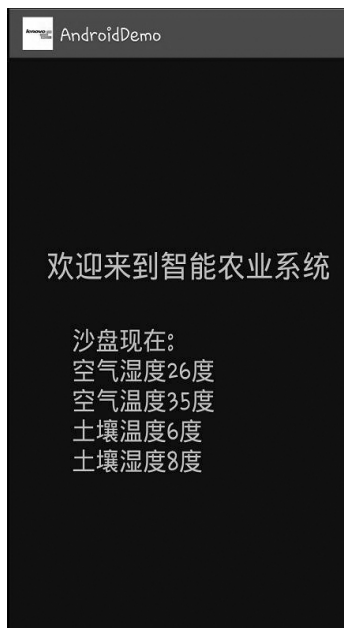 lenovo
AndroidDemo
欢迎来到智能农业系统
沙盘现在:
空气湿度26度
空气温度35度
土壤温度6度
土壤湿度8度